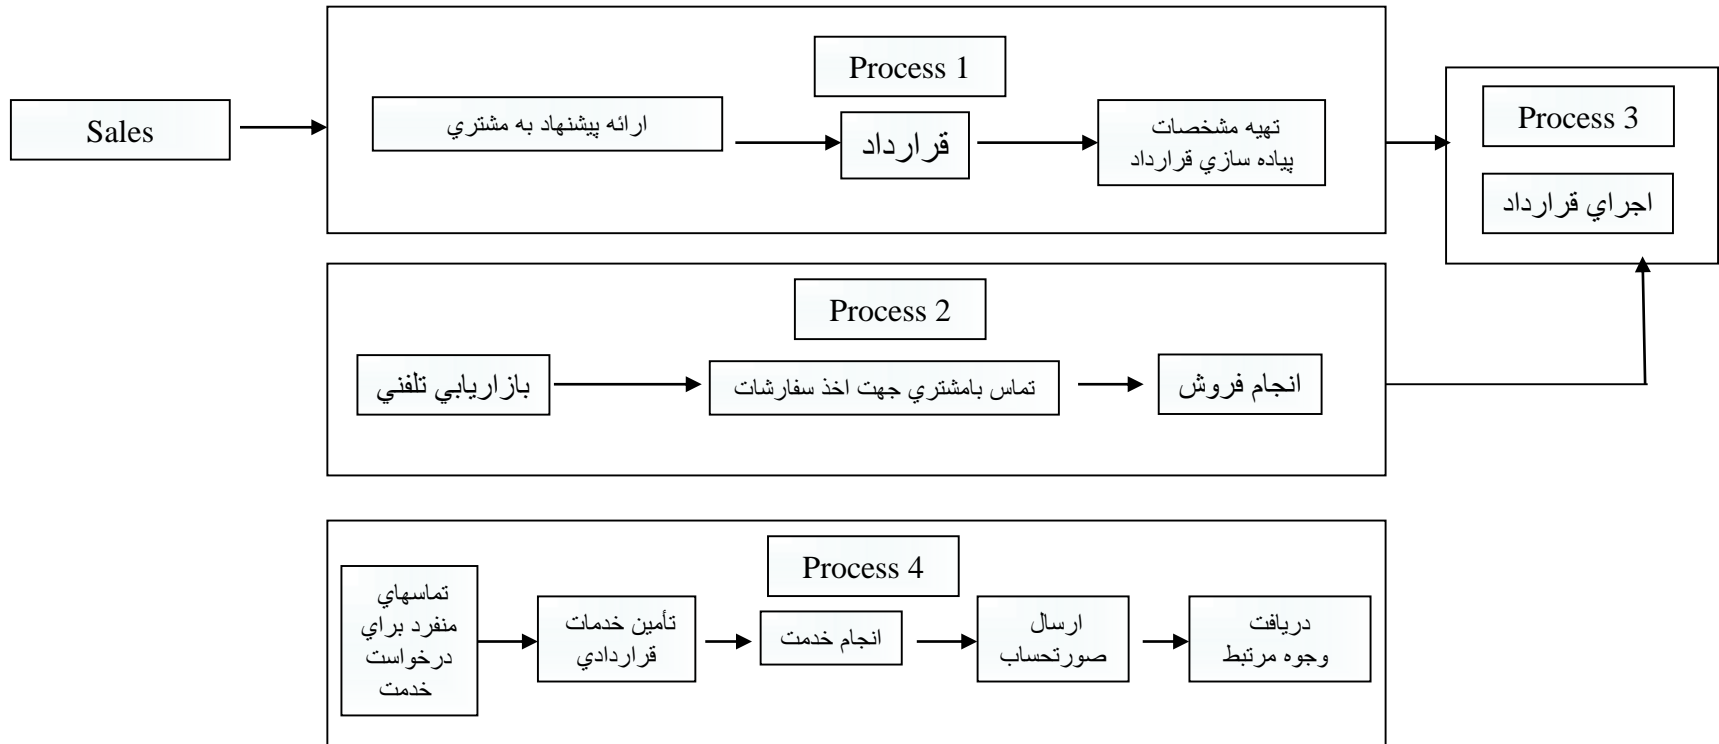 Sales
Process 1
ارائه پيشنهاد به مشتري
قرارداد
تهيه مشخصات
پياده سازي قرارداد
Process 3
اجراي قرارداد
Process 2
بازاريابي تلفني
تماس بامشتري جهت اخذ سفارشات
انجام فروش
Process 4
تماسهاي
منفرد براي
درخواست
خدمت
تأمين خدمات
قراردادي
انجام خدمت
ارسال
صورتحساب
دريافت
وجوه مرتبط